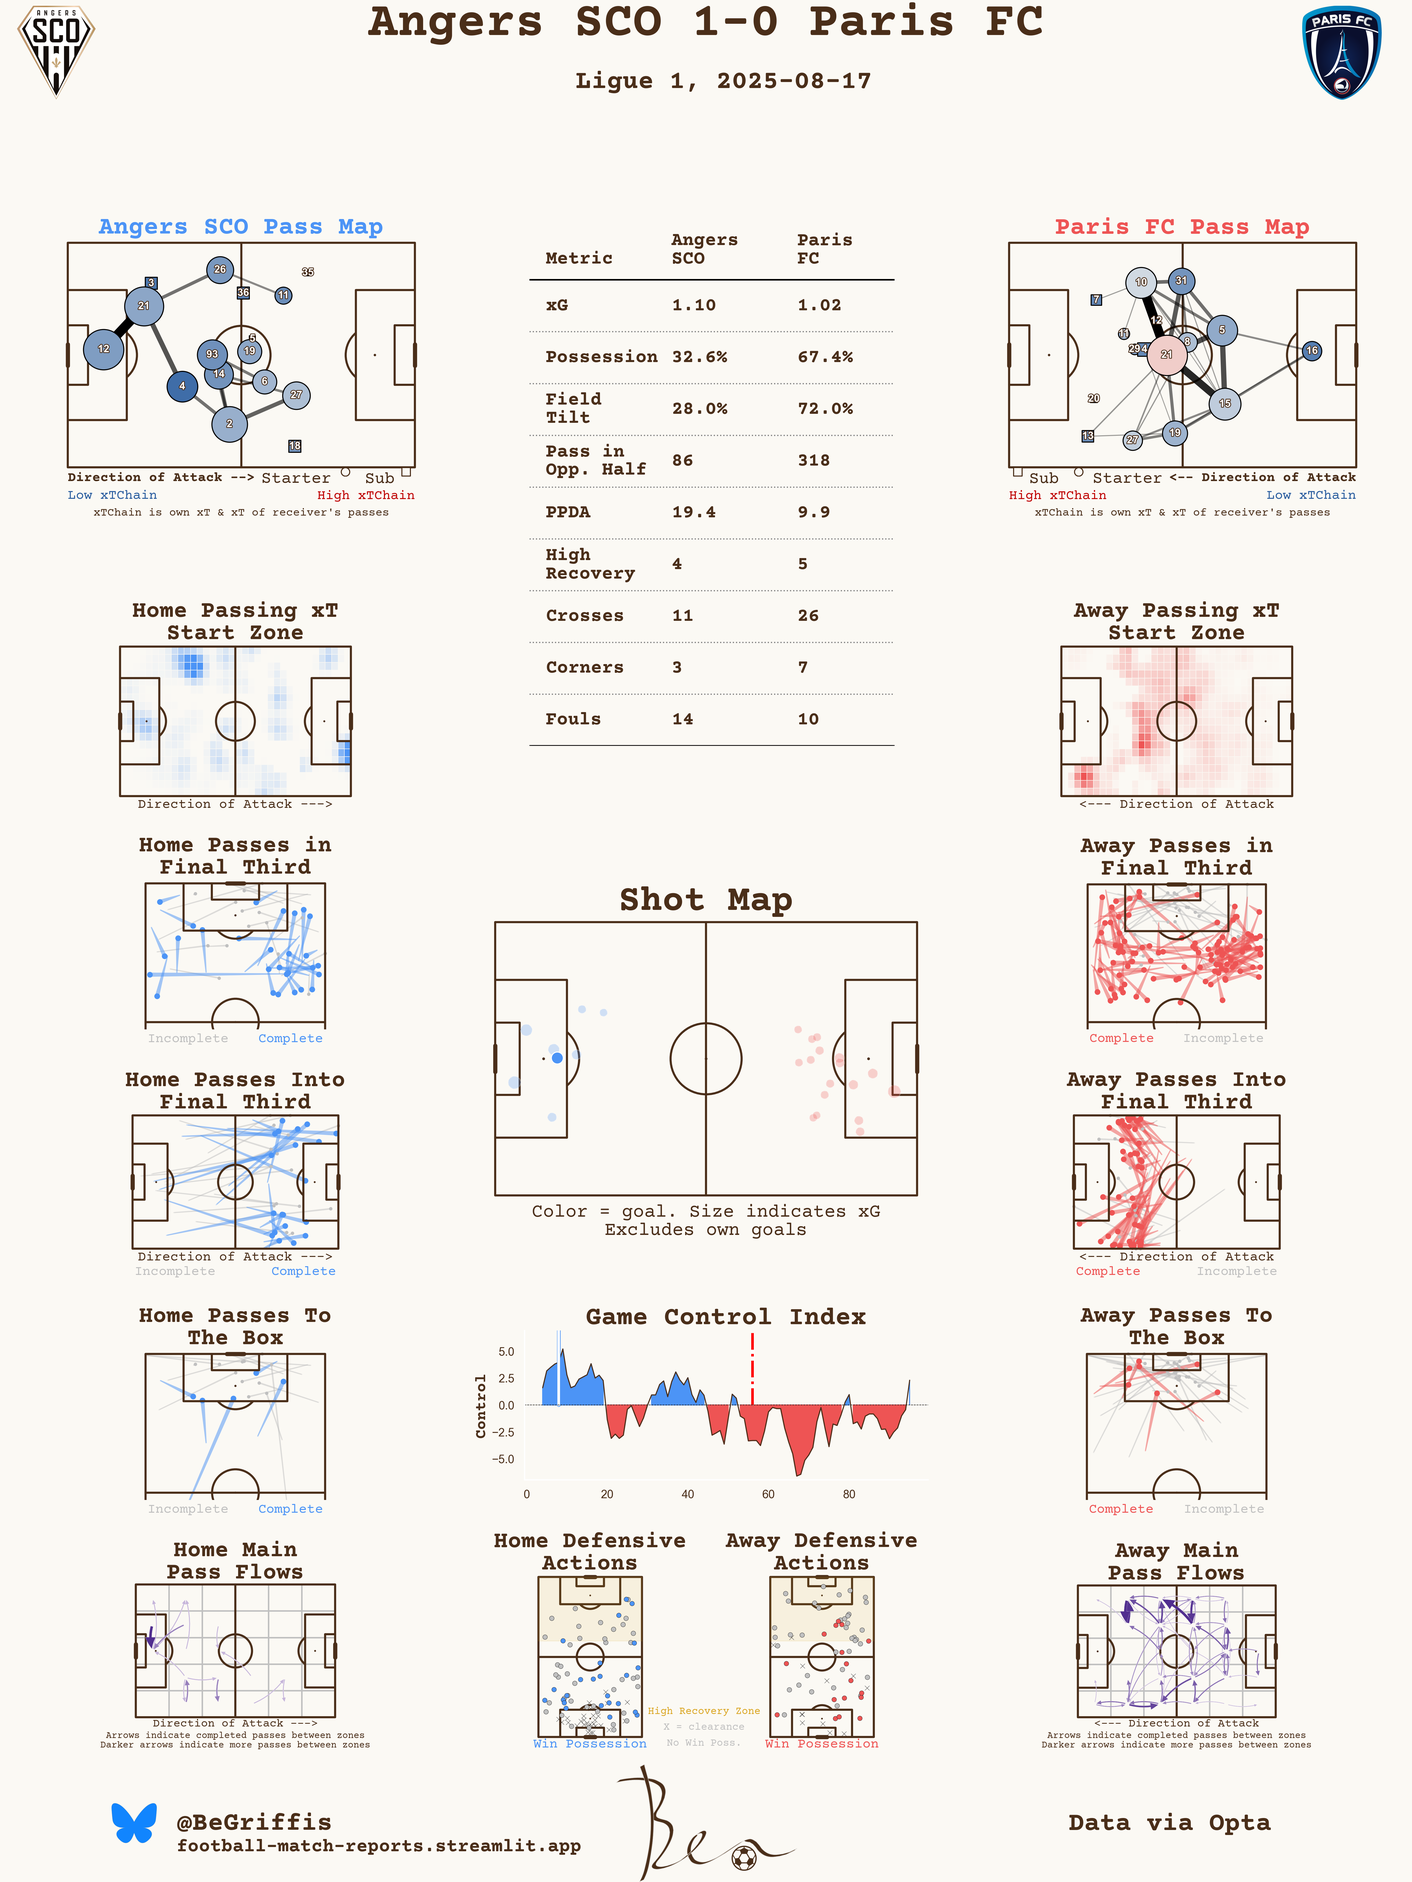 ANGERS
SCO
Angers SCO 1-0 Paris FC
PARIS FC
Ligue 1, 2025-08-17
Angers SCO Pass Map
26
3
35
36
11
21
12
5
19
93
14
6
4
27
2
18
Direction of Attack --> Starter Sub
Low xTChain High xTChain
xTChain is own xT & xT of receiver's passes
Metric Angers SCO Paris FC
xG 1.10 1.02
Possession 32.6% 67.4%
Field Tilt 28.0% 72.0%
Pass in Opp. Half 86 318
PPDA 19.4 9.9
High Recovery 4 5
Crosses 11 26
Corners 3 7
Fouls 14 10
Paris FC Pass Map
10
31
7
12
11
5
8
29
4
21
16
20
15
13
27
19
Sub Starter <-- Direction of Attack
High xTChain Low xTChain
xTChain is own xT & xT of receiver's passes
Home Passing xT
Start Zone
Direction of Attack --->
Away Passing xT
Start Zone
<--- Direction of Attack
Home Passes in
Final Third
Incomplete Complete
Away Passes in
Final Third
Complete Incomplete
Shot Map
Color = goal. Size indicates xG
Excludes own goals
Home Passes Into
Final Third
Direction of Attack --->
Incomplete Complete
Away Passes Into
Final Third
<--- Direction of Attack
Complete Incomplete
Home Passes To
The Box
Incomplete Complete
Game Control Index
Control
5.0
2.5
0.0
−2.5
−5.0
0 20 40 60 80
Away Passes To
The Box
Complete Incomplete
Home Main
Pass Flows
Direction of Attack --->
Arrows indicate completed passes between zones
Darker arrows indicate more passes between zones
Home Defensive
Actions
Win Possession
High Recovery Zone
X = clearance
No Win Poss.
Away Defensive
Actions
Win Possession
Away Main
Pass Flows
<--- Direction of Attack
Arrows indicate completed passes between zones
Darker arrows indicate more passes between zones
@BeGriffis
football-match-reports.streamlit.app
Ben
Data via Opta